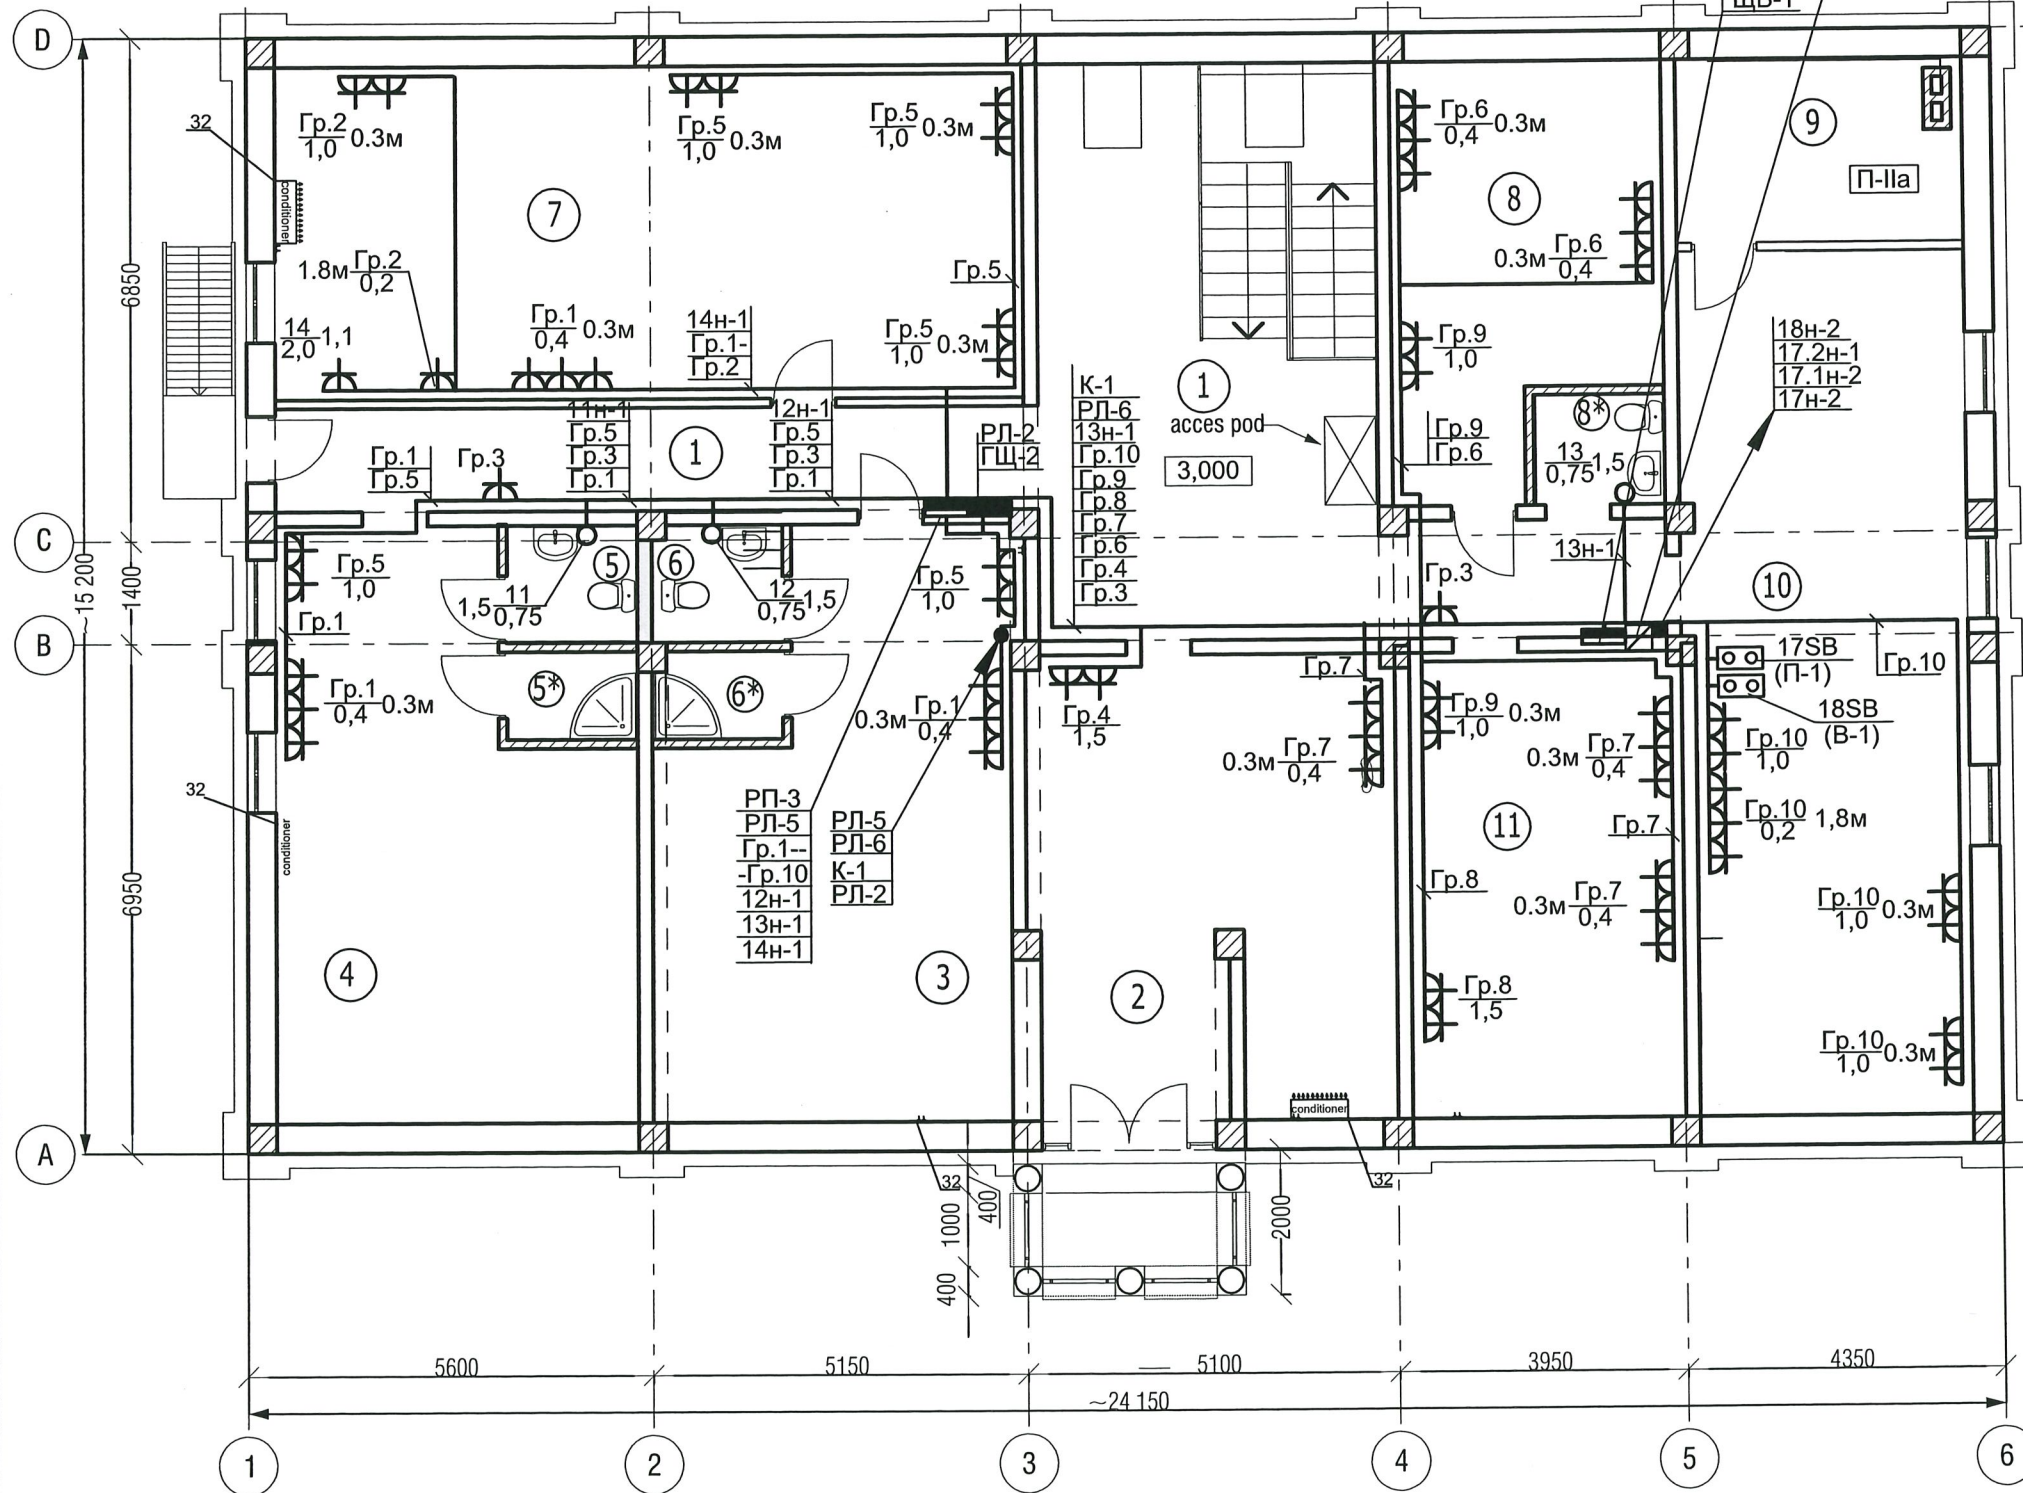 ЩВ-1
D
32
Гр.2
1,0 0.3м
Гр.5
1,0 0.3м
Гр.5
1,0 0.3м
Гр.6
0,4 0.3м
9
П-IIa
conditioner
7
8
0.3м Гр.6
0,4
1.8м Гр.2
0,2
Гр.5
6850
14
2,0 1,1
Гр.1
0,4 0.3м
14н-1
Гр.1-
Гр.2
Гр.5
1,0 0.3м
Гр.9
1,0
18н-2
17.2н-1
17.1н-2
17н-2
К-1
РЛ-6
13н-1
Гр.10
Гр.9
Гр.8
Гр.7
Гр.6
Гр.4
Гр.3
1
acces pod
3,000
8*
13
0,75 1,5
Гр.9
Гр.6
11н-1
Гр.5
Гр.3
Гр.1
12н-1
Гр.5
Гр.3
Гр.1
1
РЛ-2
ГЩ-2
Гр.1
Гр.5
Гр.3
C
~15 200
1400
Гр.5
1,0
5
6
1,5 11
0,75
12
0,75 1,5
Гр.5
1,0
13н-1
Гр.3
10
Гр.1
B
5*
6*
Гр.1
0,4 0.3м
0.3м Гр.1
0,4
Гр.4
1,5
Гр.7
0.3м Гр.7
0,4
Гр.9
1,0 0.3м
0.3м Гр.7
0,4
17SB
(П-1)
18SB
(В-1)
Гр.10
Гр.10
1,0
Гр.10
0,2 1,8м
32
conditioner
6950
РП-3
РЛ-5
Гр.1--
-Гр.10
12н-1
13н-1
14н-1
РЛ-5
РЛ-6
К-1
РЛ-2
11
Гр.7
Гр.8
0.3м Гр.7
0,4
Гр.10
1,0 0.3м
4
3
2
Гр.8
1,5
Гр.10
1,0 0.3м
conditioner
A
32
32
400
1000
400
2000
5600
5150
5100
3950
4350
~24 150
1
2
3
4
5
6